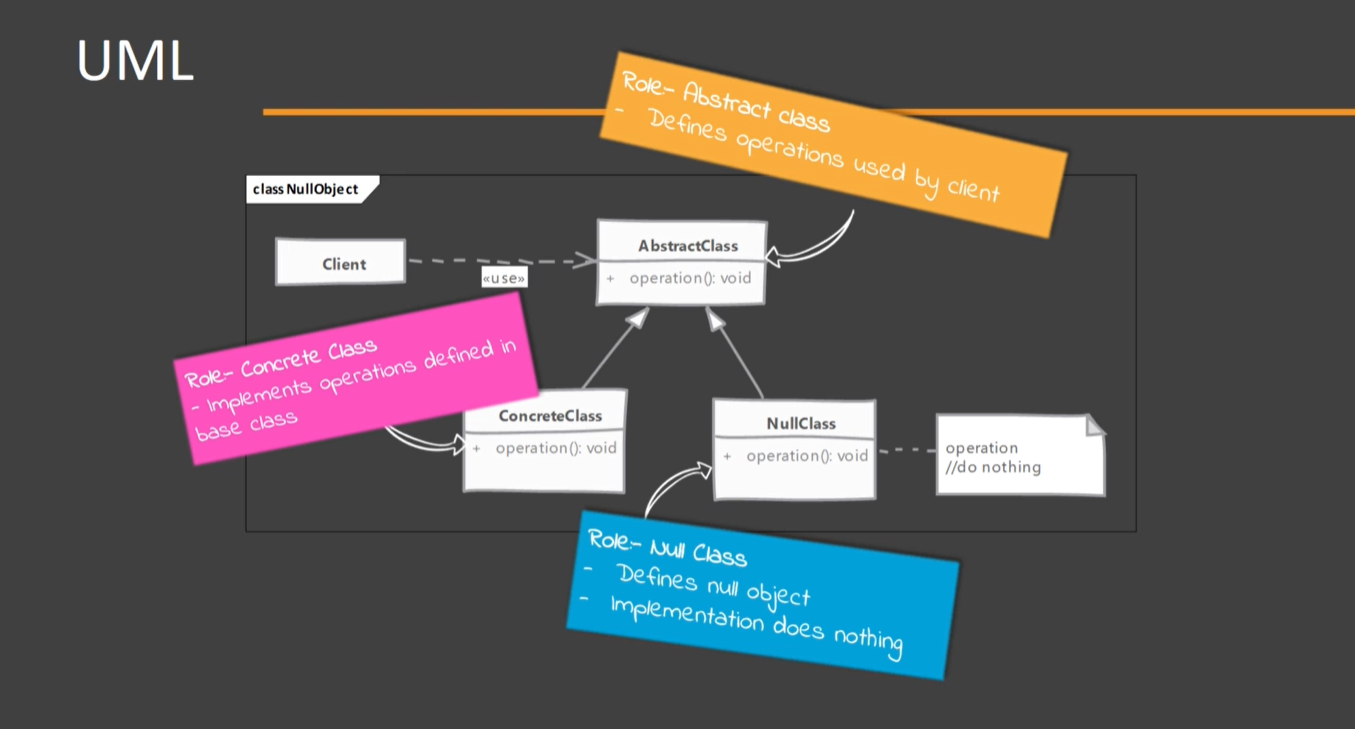 UML
Role- Abstract class
- Defines operations used by client
class NullObject
Client
«use»
AbstractClass
+ operation(): void
Role- Concrete Class
- Implements operations defined in
base class
ConcreteClass
+ operation(): void
NullClass
+ operation(): void
operation
//do nothing
Role- Null Class
- Defines null object
- Implementation does nothing